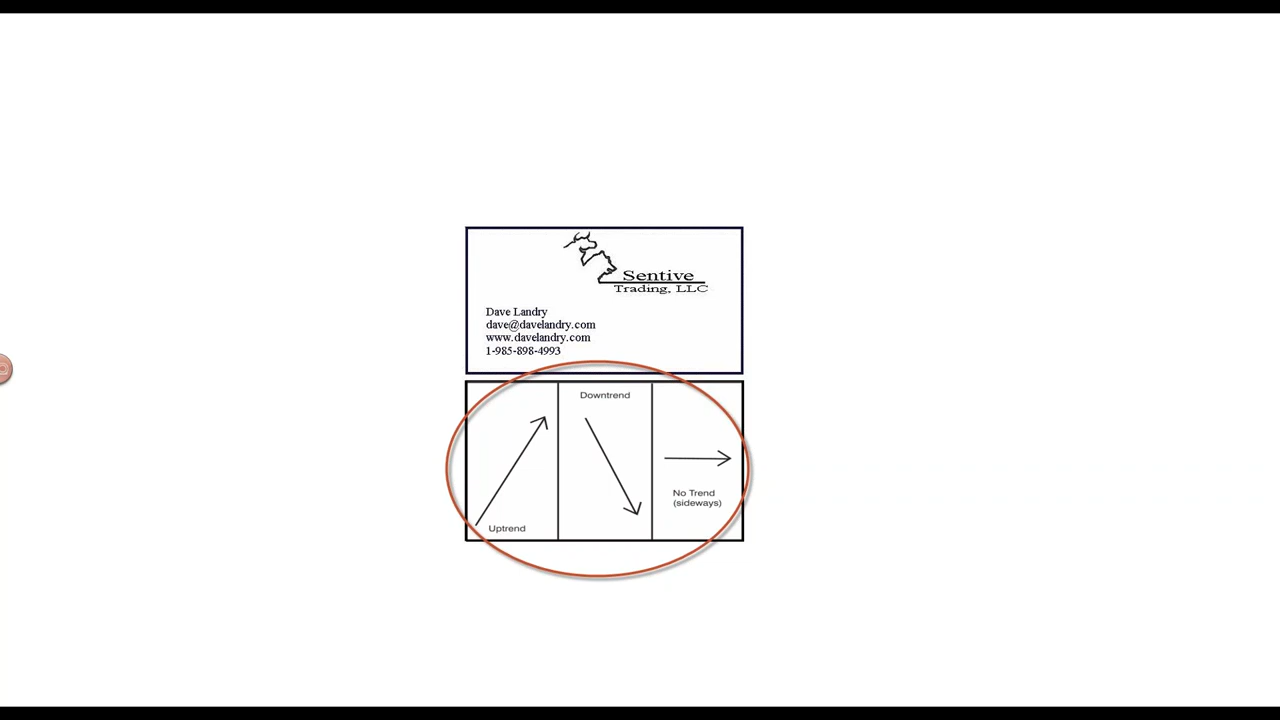 Sentive
Trading, LLC
Dave Landry
dave@davelandry.com
www.davelandry.com
1-985-898-4993
Uptrend
Downtrend
No Trend
(sideways)